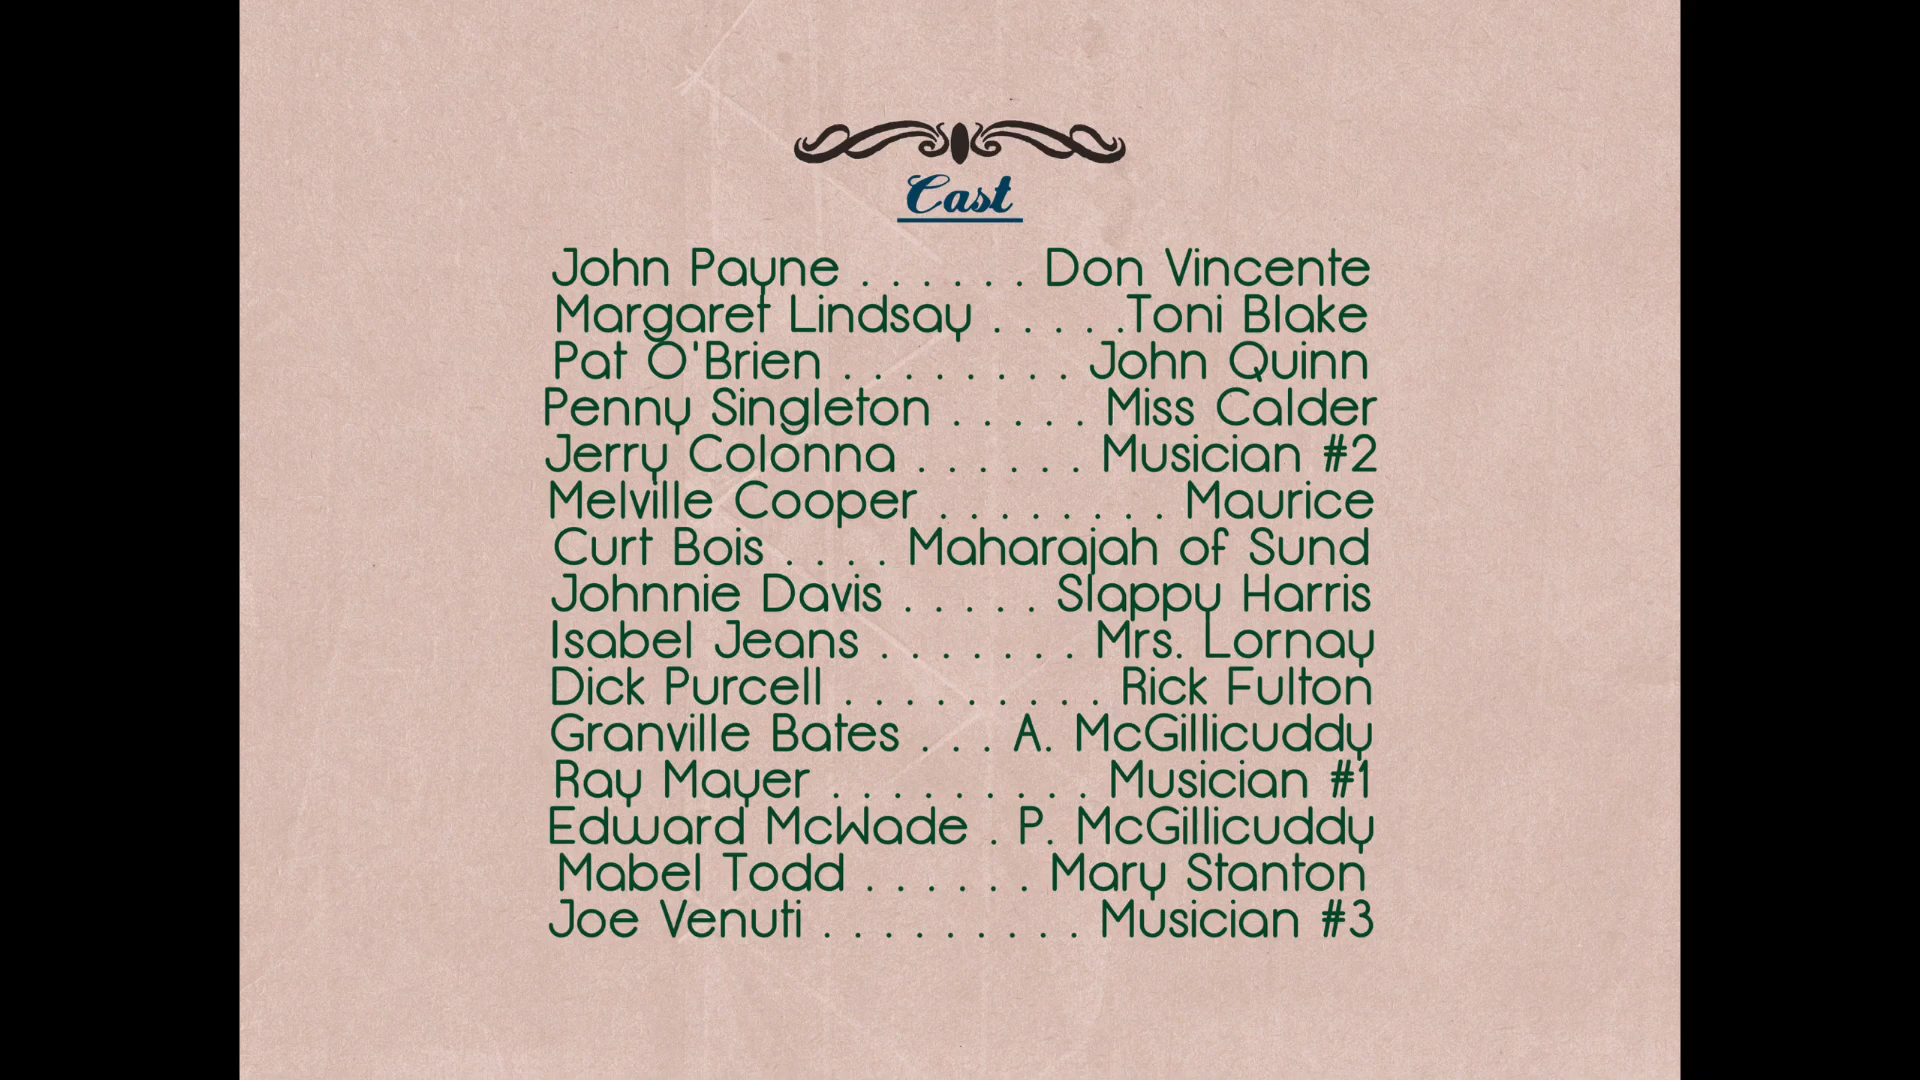 Cast
John Payne . . . . . . Don Vincente
Margaret Lindsay . . . . .Toni Blake
Pat O'Brien . . . . . . . . John Quinn
Penny Singleton . . . . . Miss Calder
Jerry Colonna . . . . . . Musician #2
Melville Cooper . . . . . . . . Maurice
Curt Bois . . . . Maharajah of Sund
Johnnie Davis . . . . . Slappy Harris
Isabel Jeans . . . . . . . Mrs. Lornay
Dick Purcell . . . . . . . . . Rick Fulton
Granville Bates . . . A. McGillicuddy
Ray Mayer . . . . . . . . . Musician #1
Edward McWade . P. McGillicuddy
Mabel Todd . . . . . . Mary Stanton
Joe Venuti . . . . . . . . . Musician #3